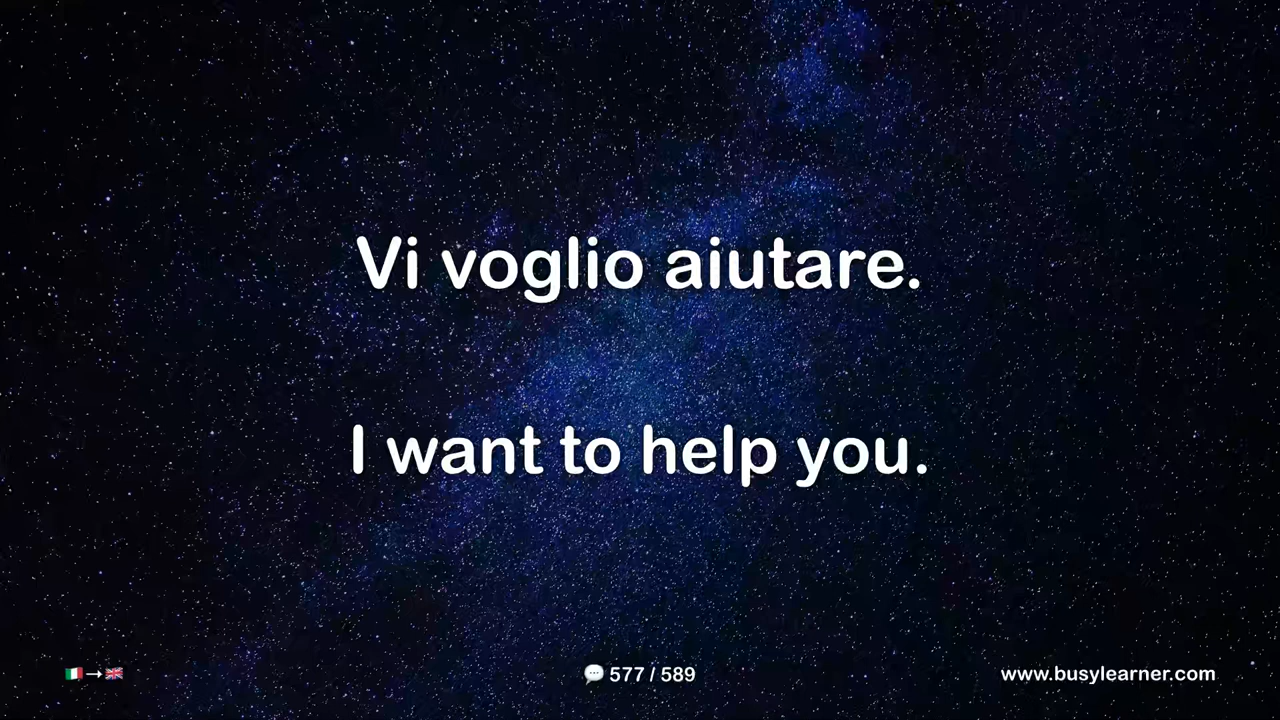 Vi voglio aiutare.
I want to help you.
🇮🇹→🇬🇧 💬 577 / 589 www.busylearner.com